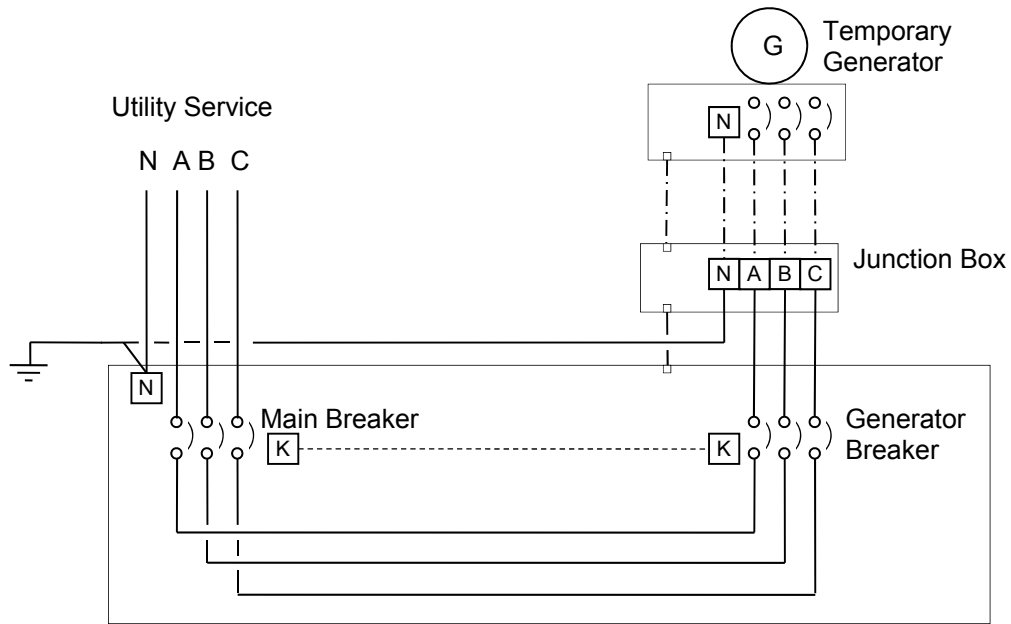 G
Temporary
Generator
N
Utility Service
N A B C
N A B C
Junction Box
N
Main Breaker
K
K
Generator
Breaker